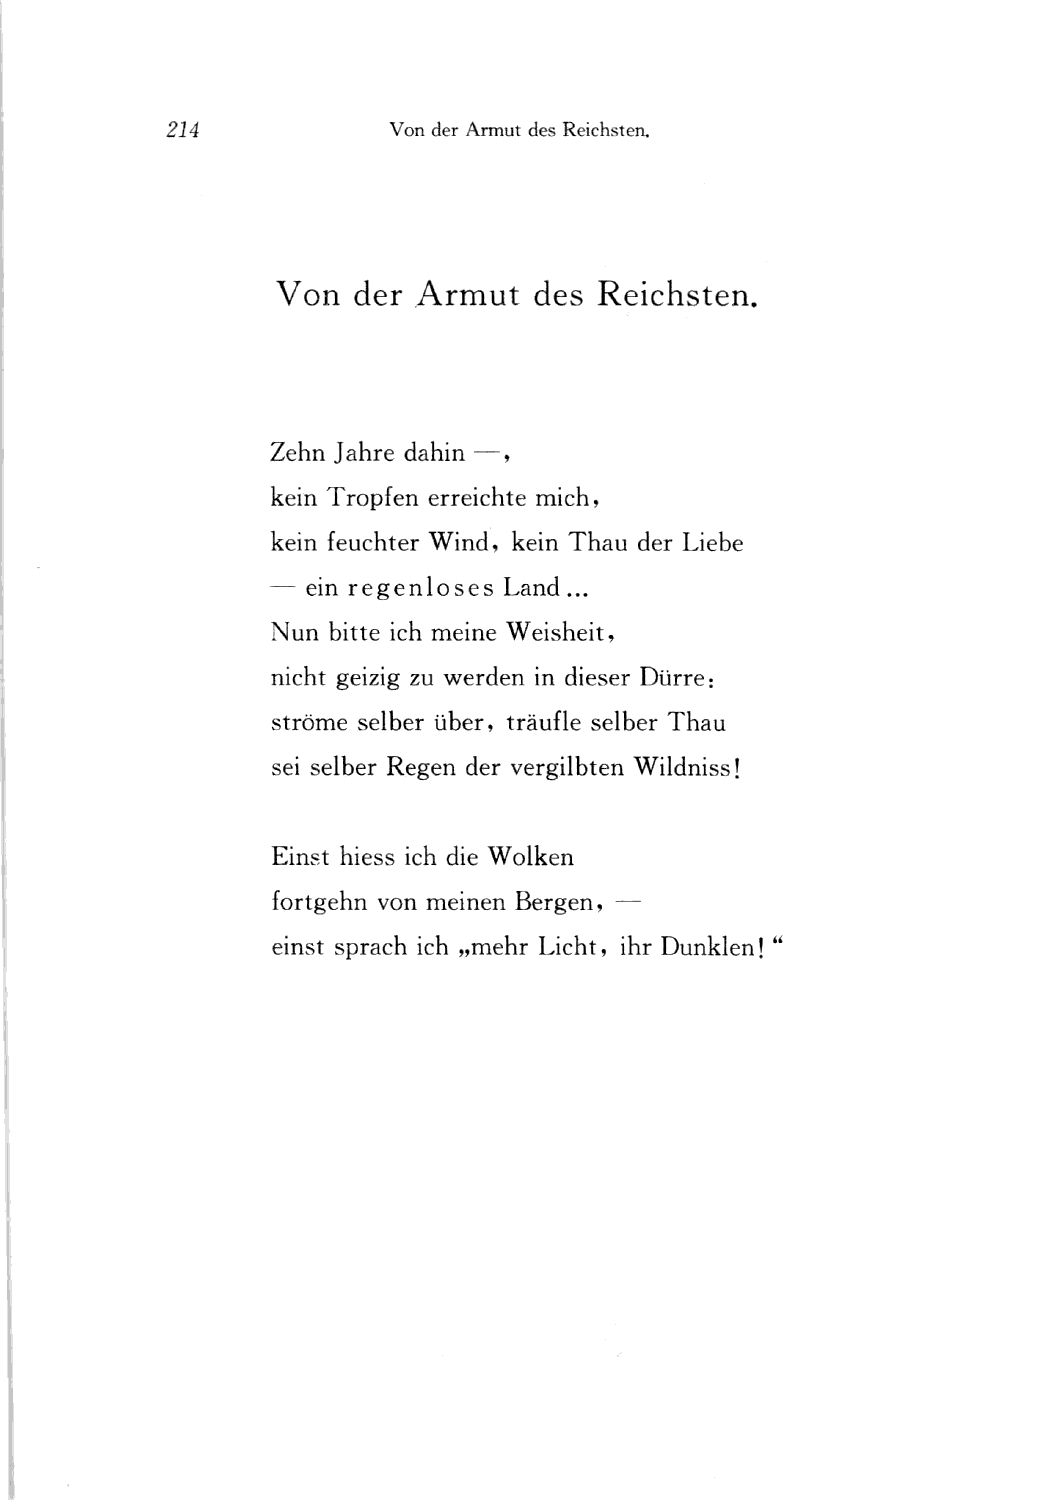 214 Von der Armut des Reichsten.
Von der Armut des Reichsten.
Zehn Jahre dahin —,
kein Tropfen erreichte mich,
kein feuchter Wind, kein Thau der Liebe
— ein regenloses Land ...
Nun bitte ich meine Weisheit,
nicht geizig zu werden in dieser Dürre:
ströme selber über, träufle selber Thau
sei selber Regen der vergilbten Wildniss!
Einst hiess ich die Wolken
fortgehn von meinen Bergen, —
einst sprach ich „mehr Licht, ihr Dunklen! “